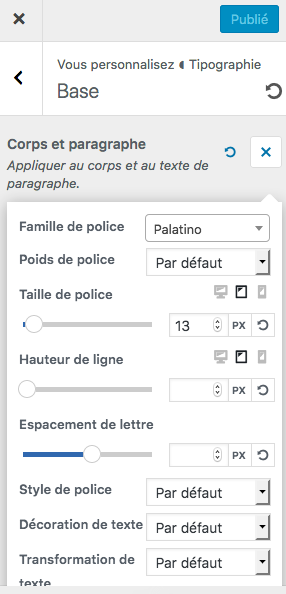 Publié
Vous personnalisez ◖ Tipographie
Base
Corps et paragraphe
Appliquer au corps et au texte de
paragraphe.
Famille de police Palatino
Poids de police Par défaut
Taille de police
13 PX
Hauteur de ligne
Espacement de lettre
PX
Style de police Par défaut
Décoration de texte Par défaut
Transformation de Par défaut
texte